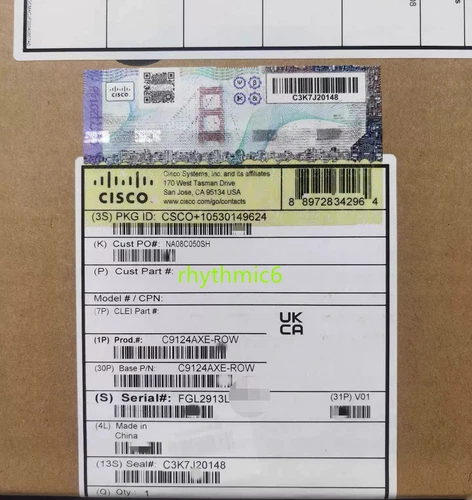 CISCO
C3K7J20148
Cisco Systems, Inc. and its affiliates
170 West Tasman Drive
San Jose, CA 95134 USA
www.cisco.com/go/contacts
CISCO
8 8972834296 4
(3S) PKG ID: CSCO+10530149624
(K) Cust PO#: NA08C050SH
(P) Cust Part #:
rhythmic6
Model # / CPN:
(7P) CLEI Part #:
UK
CA
(1P) Prod.#: C9124AXE-ROW
(30P) Base P/N: C9124AXE-ROW
(S) Serial#: FGL2913L
(31P) V01
(4L) Made in
China
(13S) Seal#: C3K7J20148
(Q) Qty: 1